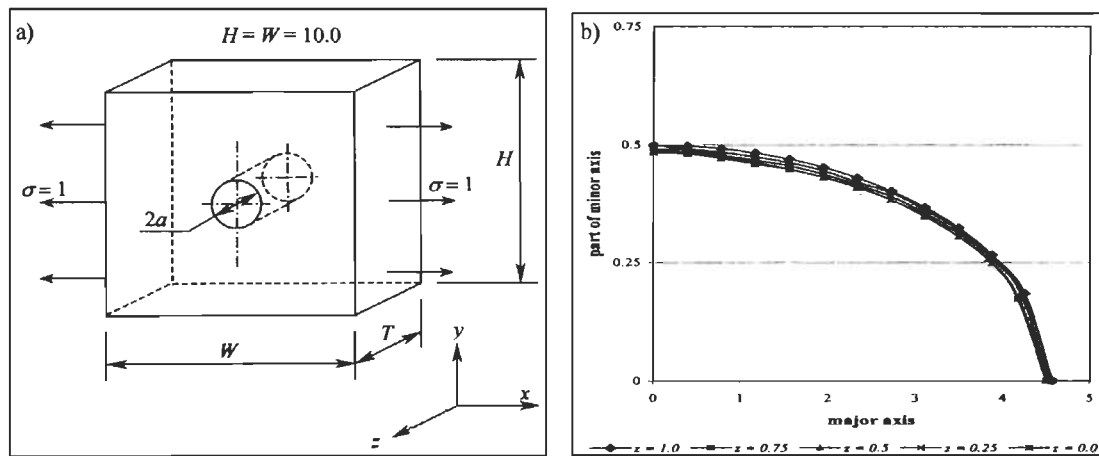 a)
H = W = 10.0
σ = 1
σ = 1
H
2a
T
W
y
x
z
b)
0.75
0.5
0.25
0
part of minor axis
0 1 2 3 4 5
major axis
z = 1.0 z = 0.75 z = 0.5 z = 0.25 z = 0.0